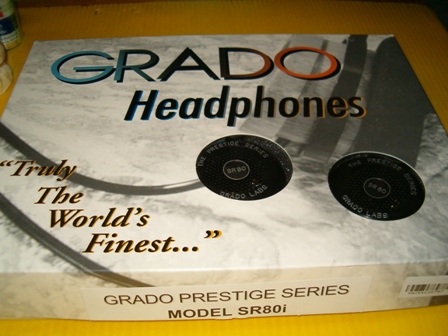 GRADO
Headphones
THE PRESTIGE SERIES
SR80
GRADO LABS
THE PRESTIGE SERIES
SR80
GRADO LABS
"Truly
The
World's
Finest..."
GRADO PRESTIGE SERIES
MODEL SR80i